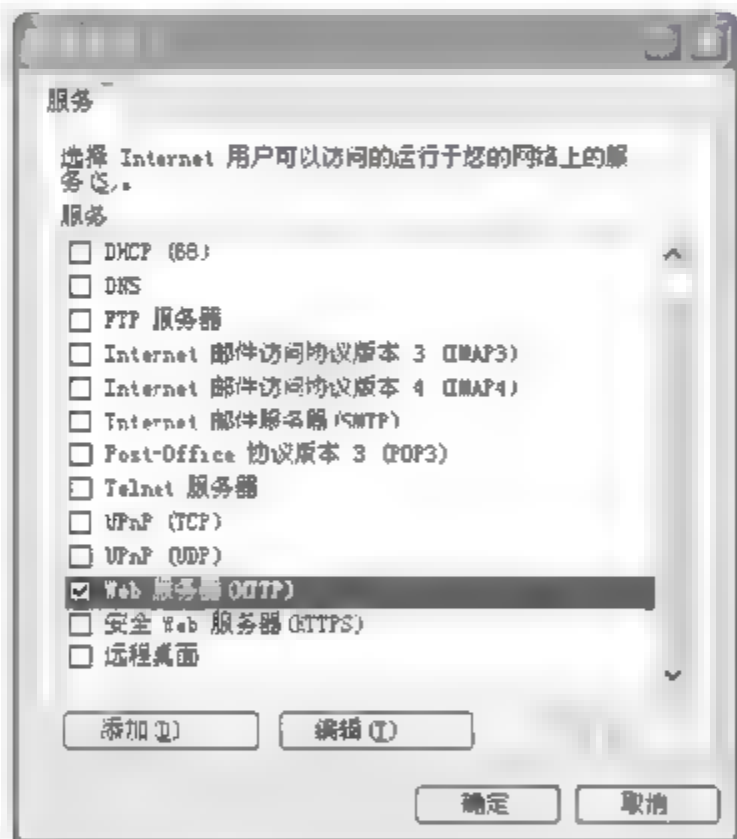 服务
选择 Internet 用户可以访问的运行于您的网络上的服
务(S)。
服务
DHCP (68)
DNS
FTP 服务器
Internet 邮件访问协议版本 3 (IMAP3)
Internet 邮件访问协议版本 4 (IMAP4)
Internet 邮件服务器(SMTP)
Post-Office 协议版本 3 (POP3)
Telnet 服务器
UPnP (TCP)
UPnP (UDP)
Web 服务器(HTTP)
安全 Web 服务器(HTTPS)
远程桌面
添加(D) 编辑(T)
确定 取消